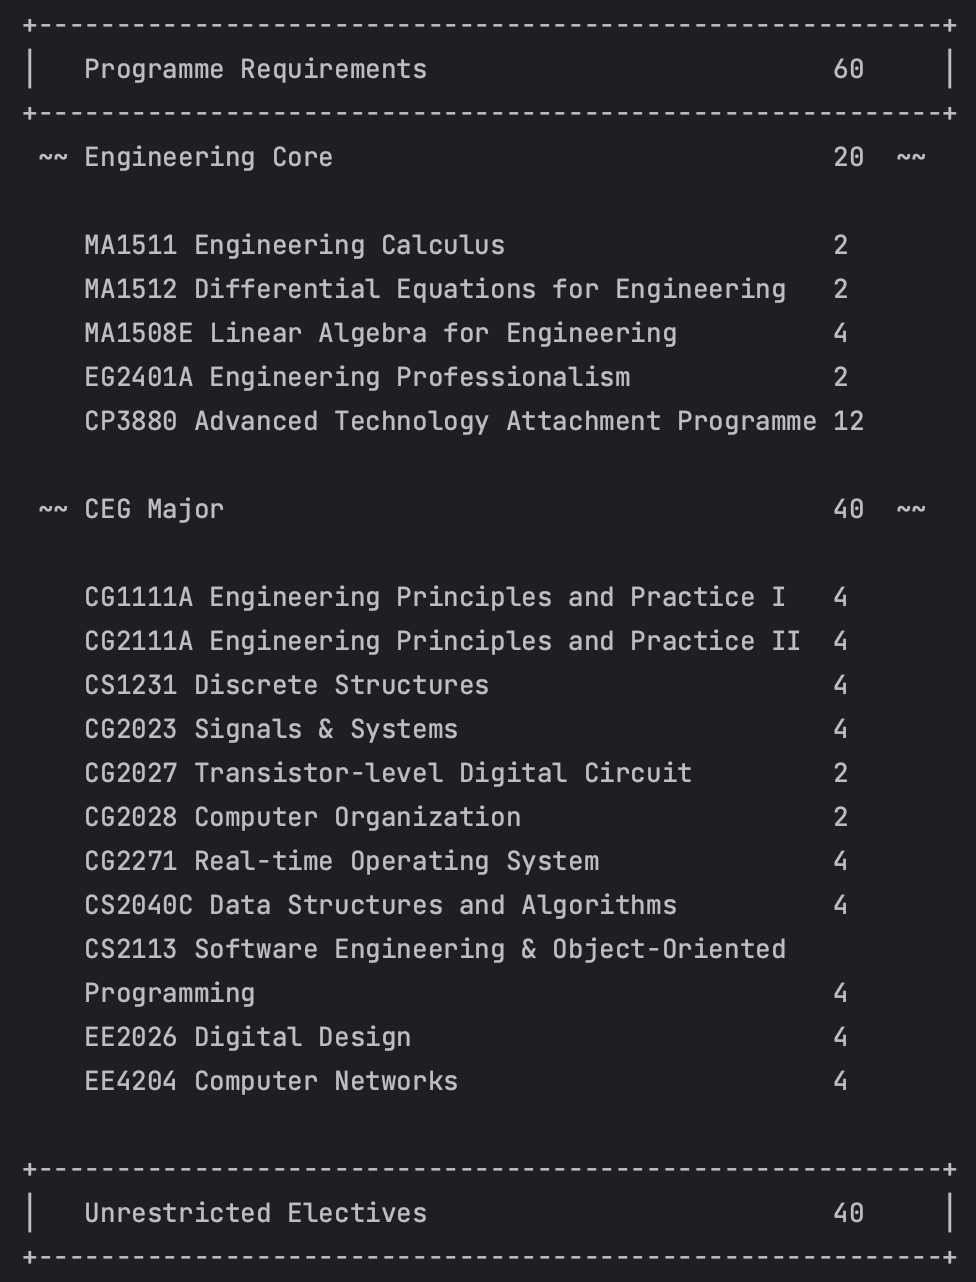 +----------------------------------------------------------+
|   Programme Requirements                          60     |
+----------------------------------------------------------+
 ~~ Engineering Core                                20  ~~
    MA1511 Engineering Calculus                     2
    MA1512 Differential Equations for Engineering   2
    MA1508E Linear Algebra for Engineering          4
    EG2401A Engineering Professionalism             2
    CP3880 Advanced Technology Attachment Programme 12
 ~~ CEG Major                                       40  ~~
    CG1111A Engineering Principles and Practice I   4
    CG2111A Engineering Principles and Practice II  4
    CS1231 Discrete Structures                      4
    CG2023 Signals & Systems                        4
    CG2027 Transistor-level Digital Circuit         2
    CG2028 Computer Organization                    2
    CG2271 Real-time Operating System               4
    CS2040C Data Structures and Algorithms          4
    CS2113 Software Engineering & Object-Oriented
    Programming                                     4
    EE2026 Digital Design                           4
    EE4204 Computer Networks                        4
+----------------------------------------------------------+
|   Unrestricted Electives                          40     |
+----------------------------------------------------------+